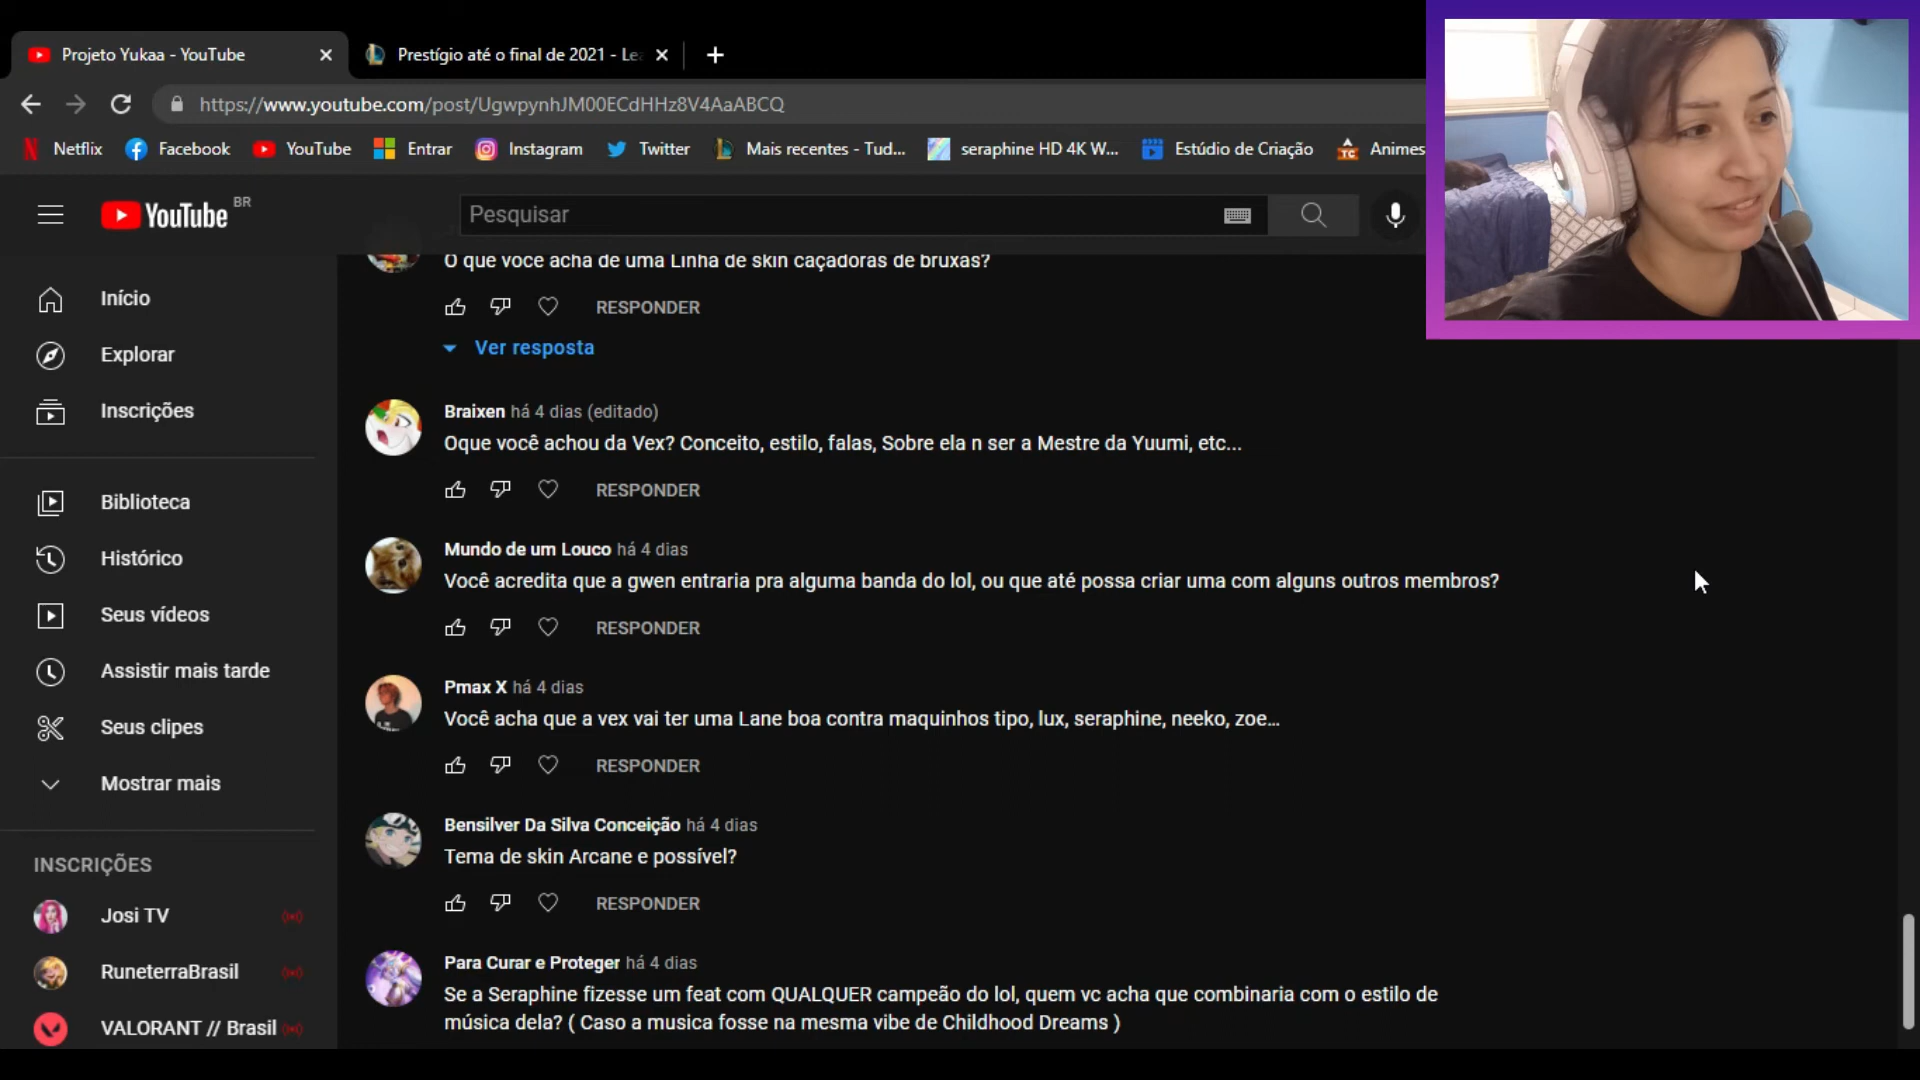 Projeto Yukaa - YouTube
Prestígio até o final de 2021 - Le
https://www.youtube.com/post/UgwpynhJM00ECdHHz8V4AaABCQ
Netflix
Facebook
YouTube
Entrar
Instagram
Twitter
Mais recentes - Tud...
seraphine HD 4K W...
Estúdio de Criação
Animes
YouTube BR
Pesquisar
Início
Explorar
Inscrições
Biblioteca
Histórico
Seus vídeos
Assistir mais tarde
Seus clipes
Mostrar mais
INSCRIÇÕES
Josi TV
RuneterraBrasil
VALORANT // Brasil
O que você acha de uma Linha de skin caçadoras de bruxas?
RESPONDER
Ver resposta
Braixen há 4 dias (editado)
Oque você achou da Vex? Conceito, estilo, falas, Sobre ela n ser a Mestre da Yuumi, etc...
RESPONDER
Mundo de um Louco há 4 dias
Você acredita que a gwen entraria pra alguma banda do lol, ou que até possa criar uma com alguns outros membros?
RESPONDER
Pmax X há 4 dias
Você acha que a vex vai ter uma Lane boa contra maquinhos tipo, lux, seraphine, neeko, zoe...
RESPONDER
Bensilver Da Silva Conceição há 4 dias
Tema de skin Arcane e possível?
RESPONDER
Para Curar e Proteger há 4 dias
Se a Seraphine fizesse um feat com QUALQUER campeão do lol, quem vc acha que combinaria com o estilo de
música dela? ( Caso a musica fosse na mesma vibe de Childhood Dreams )